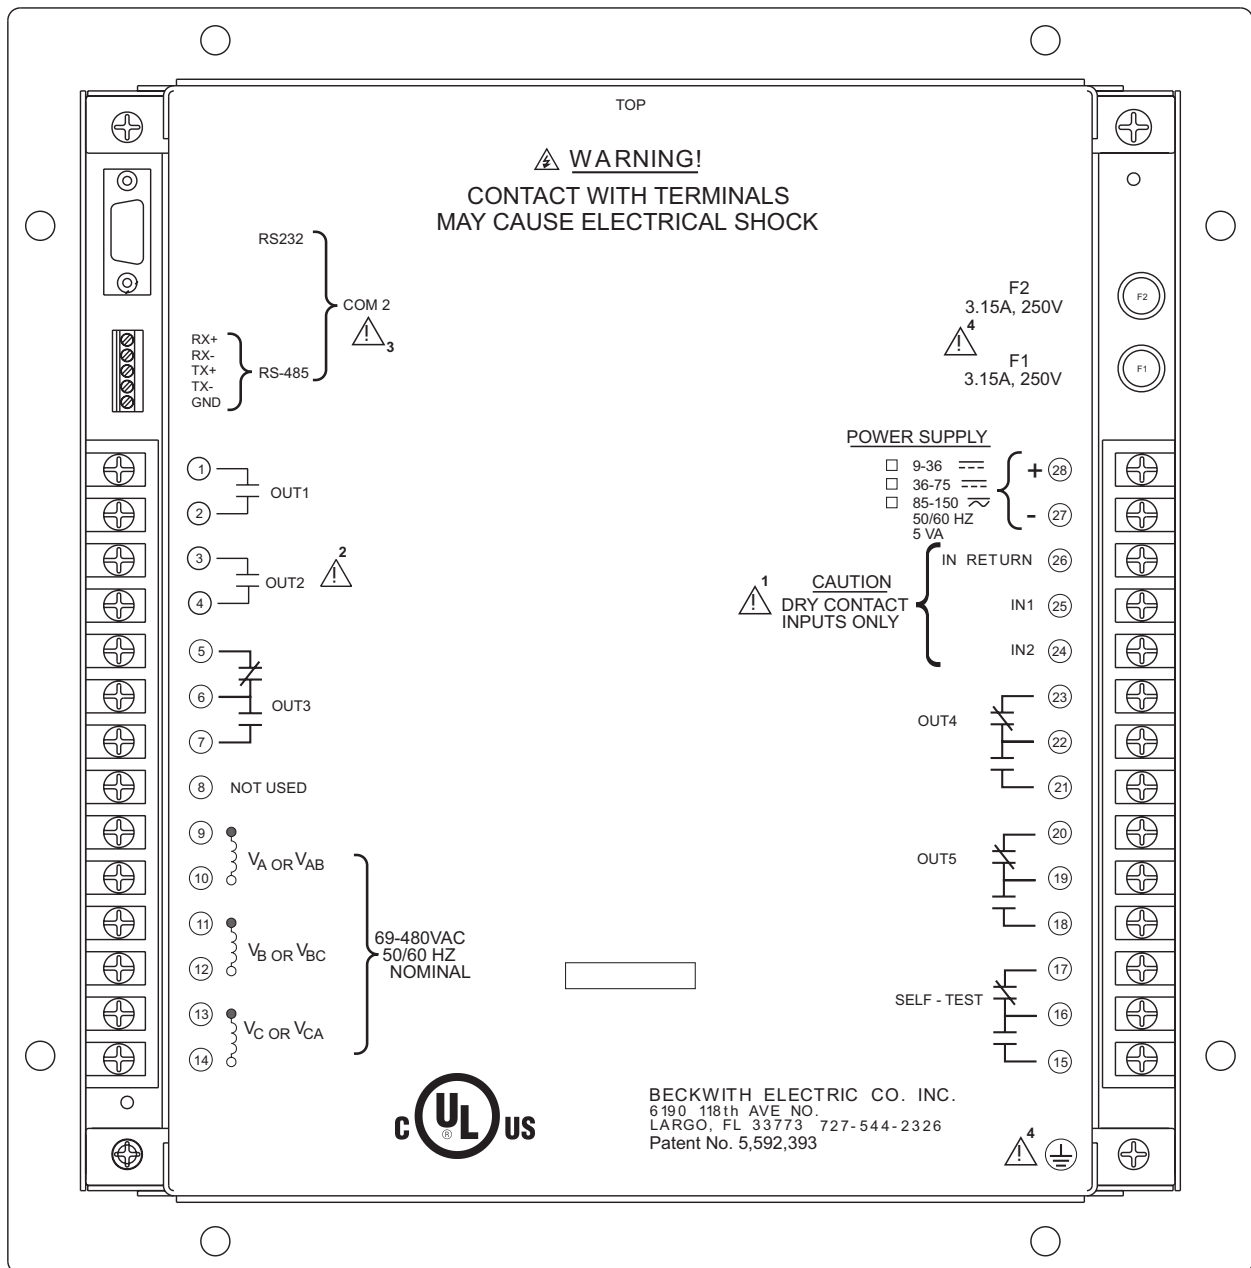 TOP
WARNING!
CONTACT WITH TERMINALS
MAY CAUSE ELECTRICAL SHOCK
RS232
COM 2
3
RX+
RX-
TX+
TX-
GND
RS-485
F2
3.15A, 250V
4
F1
3.15A, 250V
F2
F1
1
2
OUT1
3
4
OUT2
2
5
6
7
OUT3
8 NOT USED
9
10
VA OR VAB
11
12
VB OR VBC
13
14
VC OR VCA
69-480VAC
50/60 HZ
NOMINAL
POWER SUPPLY
9-36
36-75
85-150
50/60 HZ
5 VA
+ 28
- 27
IN RETURN 26
IN1 25
IN2 24
1
CAUTION
DRY CONTACT
INPUTS ONLY
OUT4
23
22
21
OUT5
20
19
18
SELF - TEST
17
16
15
C UL US
®
BECKWITH ELECTRIC CO. INC.
6190 118th AVE NO.
LARGO, FL 33773 727-544-2326
Patent No. 5,592,393
4